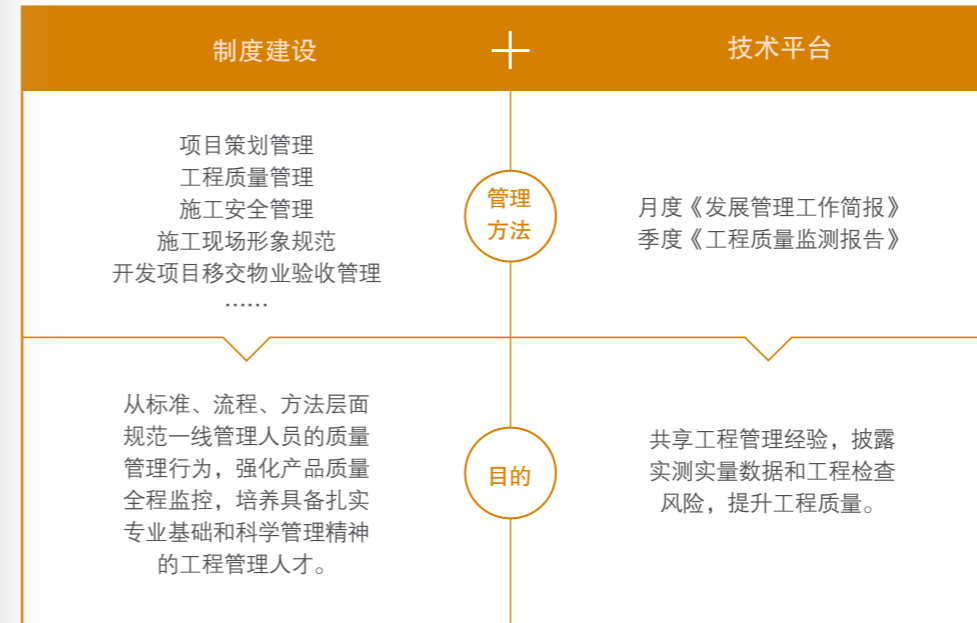 制度建设
技术平台
项目策划管理
工程质量管理
施工安全管理
施工现场形象规范
开发项目移交物业验收管理
……
管理
方法
月度《发展管理工作简报》
季度《工程质量监测报告》
从标准、流程、方法层面
规范一线管理人员的质量
管理行为，强化产品质量
全程监控，培养具备扎实
专业基础和科学管理精神
的工程管理人才。
目的
共享工程管理经验，披露
实测实量数据和工程检查
风险，提升工程质量。